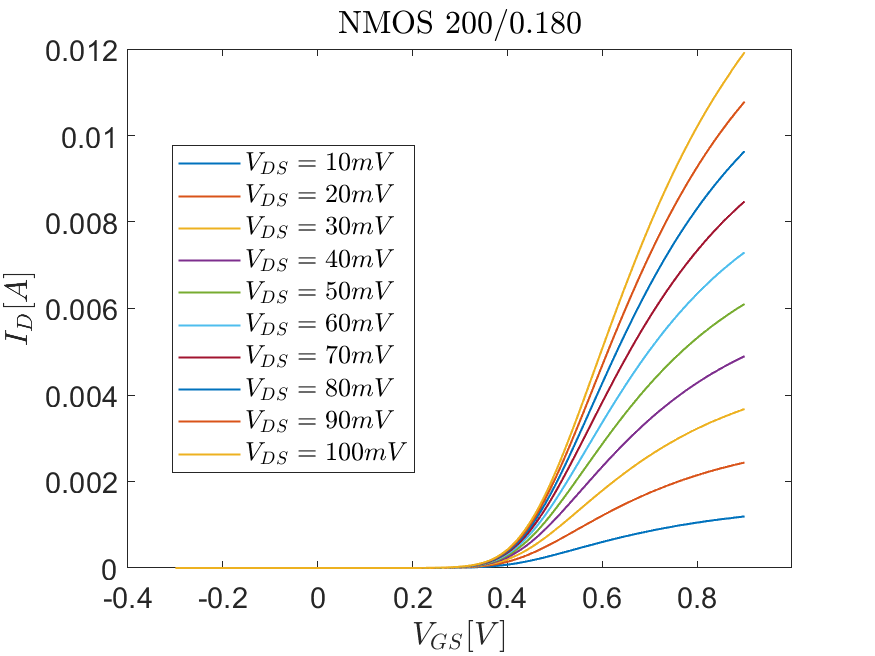 NMOS 200/0.180
0.012
0.01
0.008
0.006
0.004
0.002
0
I_D[A]
V_DS = 10mV
V_DS = 20mV
V_DS = 30mV
V_DS = 40mV
V_DS = 50mV
V_DS = 60mV
V_DS = 70mV
V_DS = 80mV
V_DS = 90mV
V_DS = 100mV
-0.4 -0.2 0 0.2 0.4 0.6 0.8
V_GS[V]